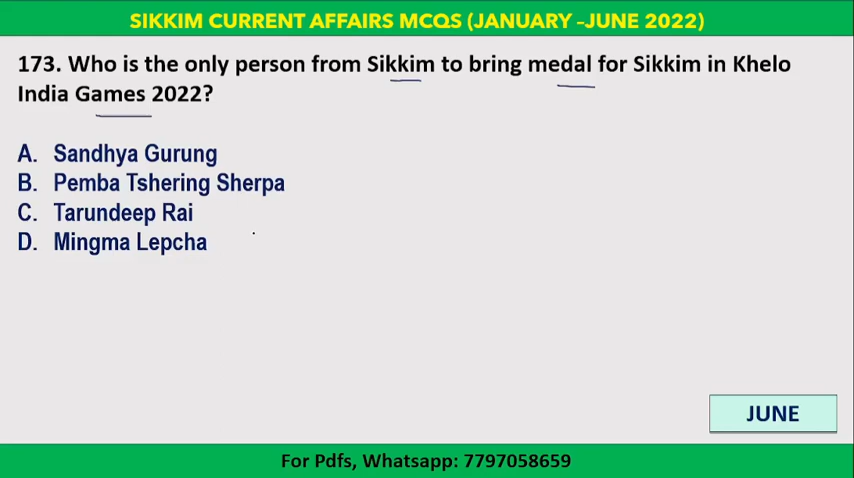 SIKKIM CURRENT AFFAIRS MCQS (JANUARY –JUNE 2022)
173. Who is the only person from Sikkim to bring medal for Sikkim in Khelo
India Games 2022?
A. Sandhya Gurung
B. Pemba Tshering Sherpa
C. Tarundeep Rai
D. Mingma Lepcha
JUNE
For Pdfs, Whatsapp: 7797058659